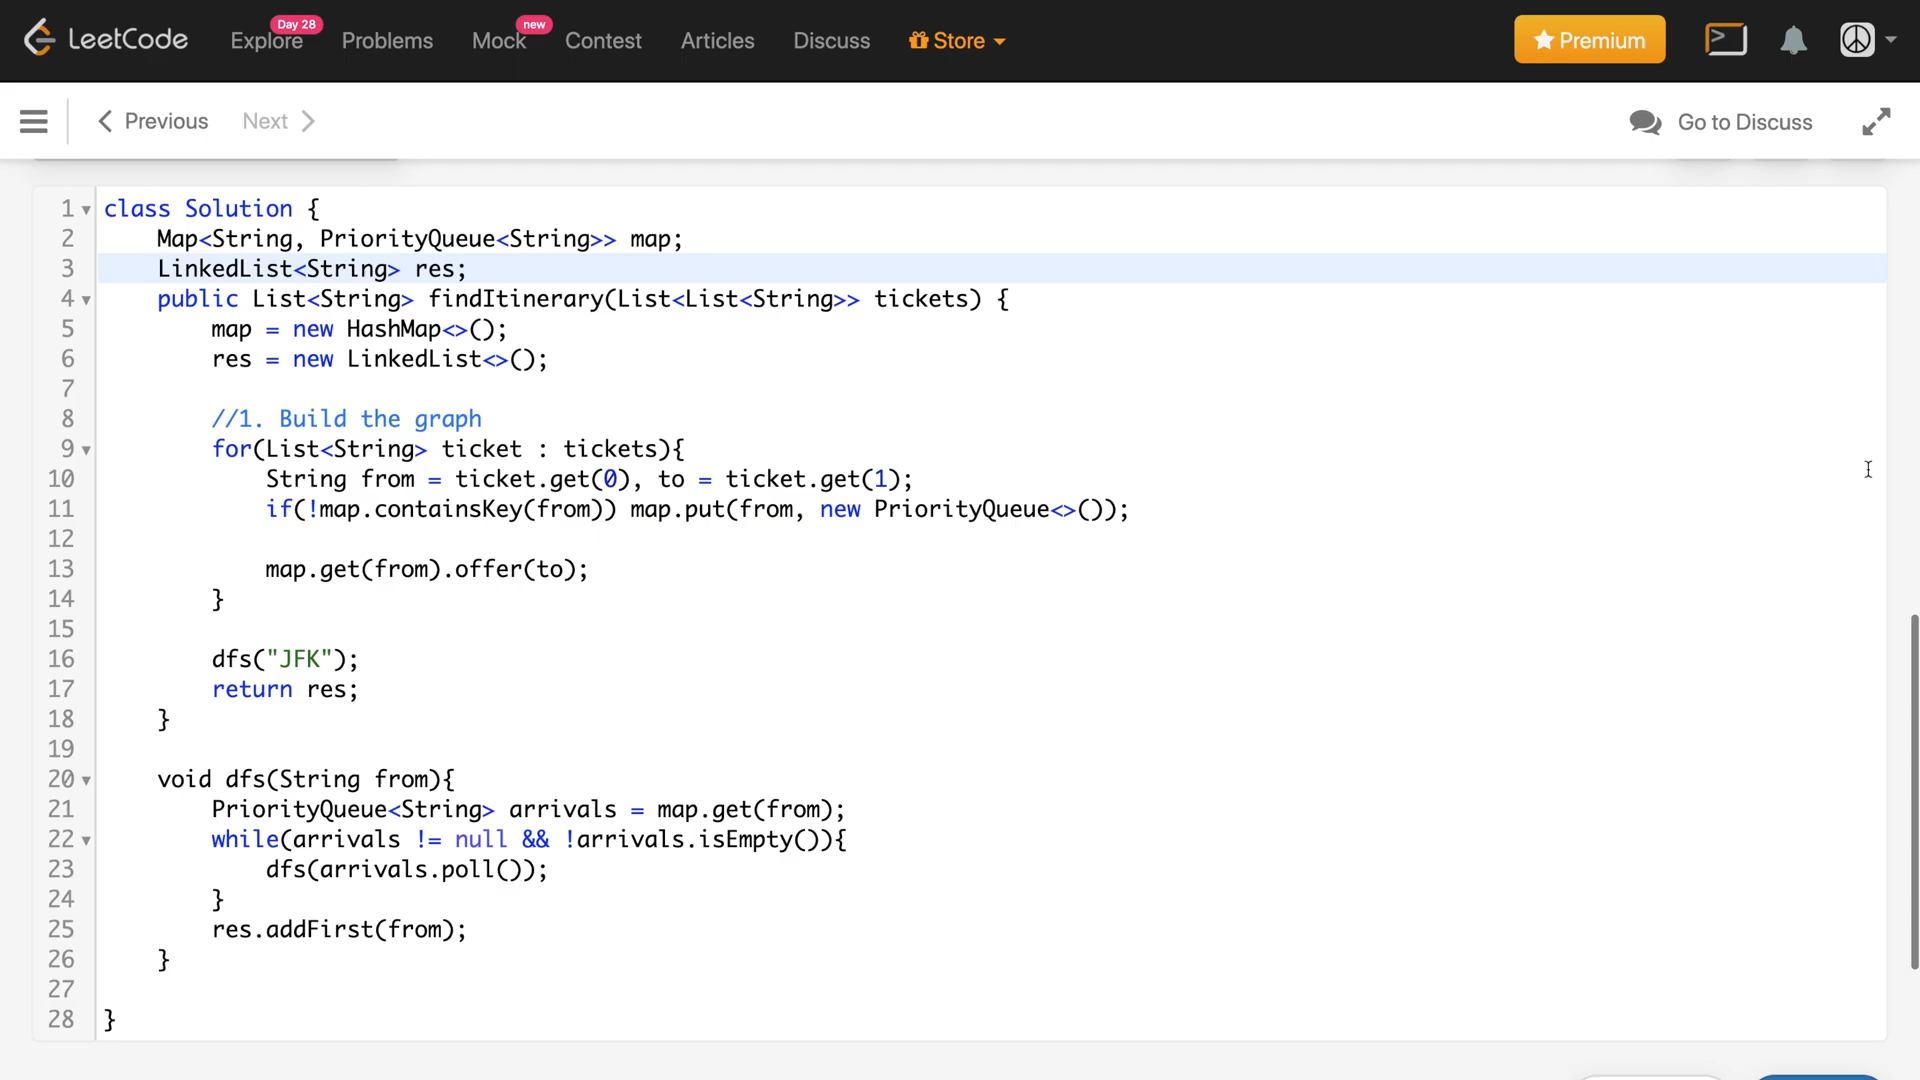 LeetCode Explore Day 28 Problems Mock new Contest Articles Discuss Store Premium
Previous Next Go to Discuss
1 class Solution {
2 Map<String, PriorityQueue<String>> map;
3 LinkedList<String> res;
4 public List<String> findItinerary(List<List<String>> tickets) {
5 map = new HashMap<>();
6 res = new LinkedList<>();
7
8 //1. Build the graph
9 for(List<String> ticket : tickets){
10 String from = ticket.get(0), to = ticket.get(1);
11 if(!map.containsKey(from)) map.put(from, new PriorityQueue<>());
12
13 map.get(from).offer(to);
14 }
15
16 dfs("JFK");
17 return res;
18 }
19
20 void dfs(String from){
21 PriorityQueue<String> arrivals = map.get(from);
22 while(arrivals != null && !arrivals.isEmpty()){
23 dfs(arrivals.poll());
24 }
25 res.addFirst(from);
26 }
27
28 }